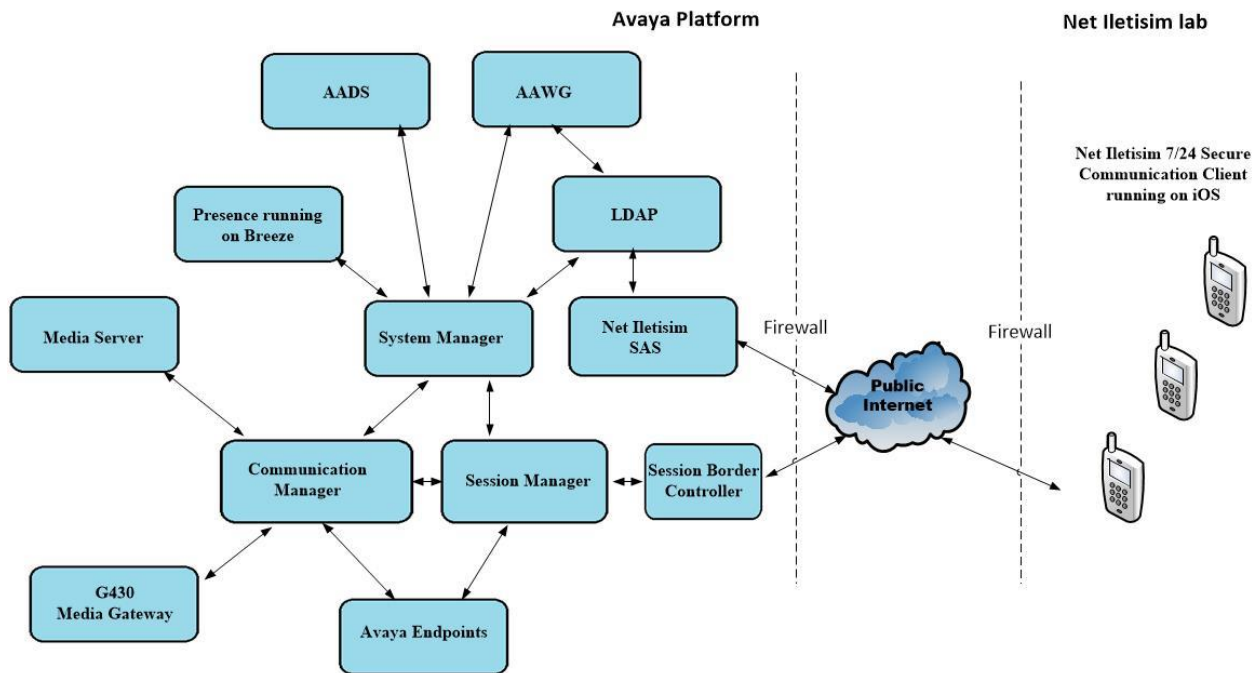 Avaya Platform
Net Iletisim lab
AADS
AAWG
Net Iletisim 7/24 Secure
Communication Client
running on iOS
Presence running
on Breeze
LDAP
Media Server
System Manager
Net Iletisim
SAS
Firewall
Firewall
Public
Internet
Communication
Manager
Session Manager
Session Border
Controller
G430
Media Gateway
Avaya Endpoints